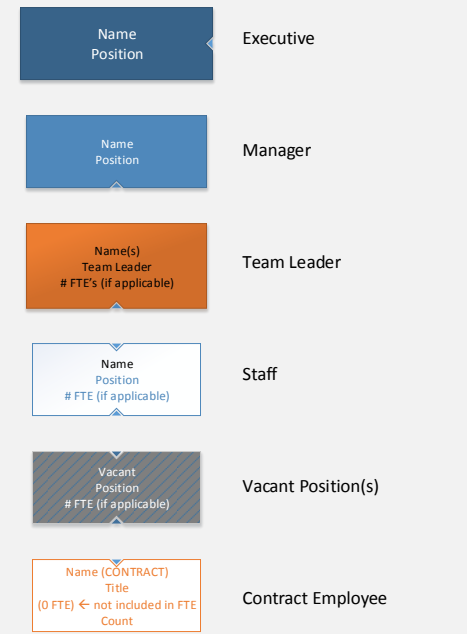 Name
Position
Executive
Name
Position
Manager
Name(s)
Team Leader
# FTE's (if applicable)
Team Leader
Name
Position
# FTE (if applicable)
Staff
Vacant
Position
# FTE (if applicable)
Vacant Position(s)
Name (CONTRACT)
Title
(0 FTE) ← not included in FTE
Count
Contract Employee